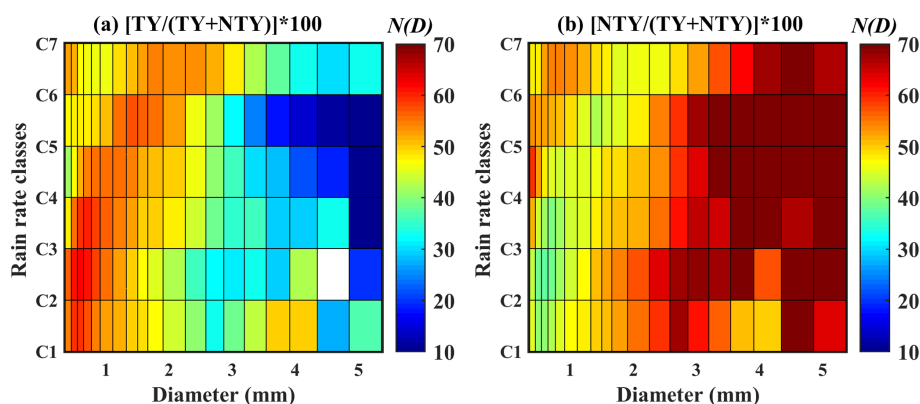 (a) [TY/(TY+NTY)]*100
N(D)
C7
C6
C5
C4
C3
C2
C1
Rain rate classes
1 2 3 4 5
Diameter (mm)
70
60
50
40
30
20
10
(b) [NTY/(TY+NTY)]*100
N(D)
C7
C6
C5
C4
C3
C2
C1
Rain rate classes
1 2 3 4 5
Diameter (mm)
70
60
50
40
30
20
10